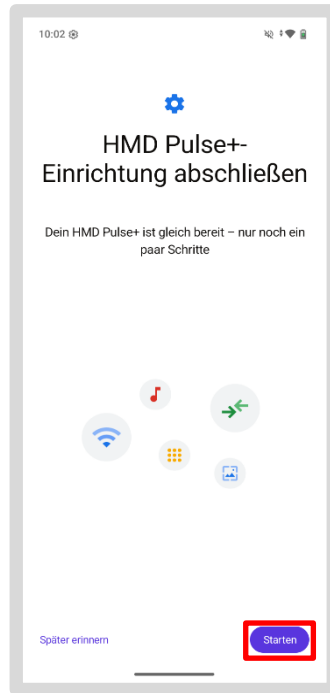 10:02
HMD Pulse+-
Einrichtung abschließen
Dein HMD Pulse+ ist gleich bereit – nur noch ein
paar Schritte
Später erinnern
Starten